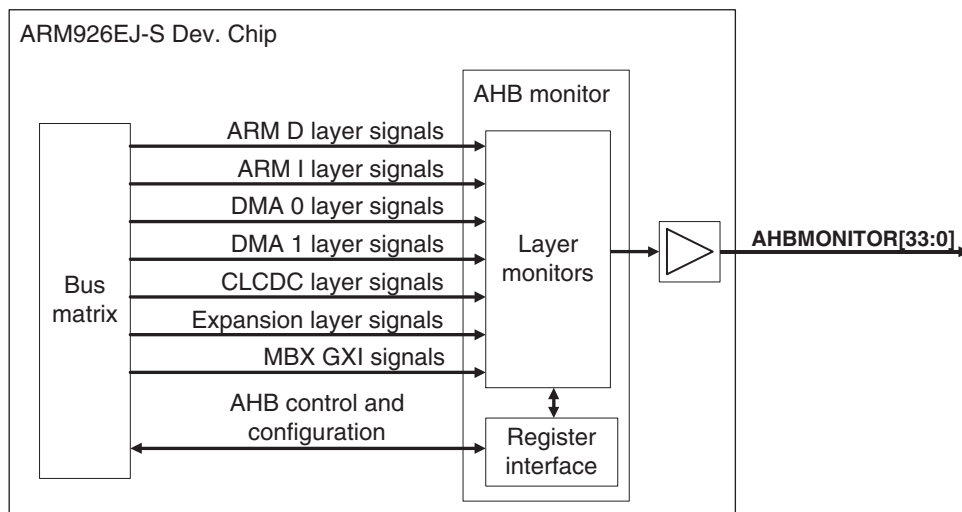 ARM926EJ-S Dev. Chip
AHB monitor
ARM D layer signals
ARM I layer signals
DMA 0 layer signals
DMA 1 layer signals
CLCDC layer signals
Expansion layer signals
MBX GXI signals
AHB control and
configuration
Bus
matrix
Layer
monitors
Register
interface
AHBMONITOR[33:0]